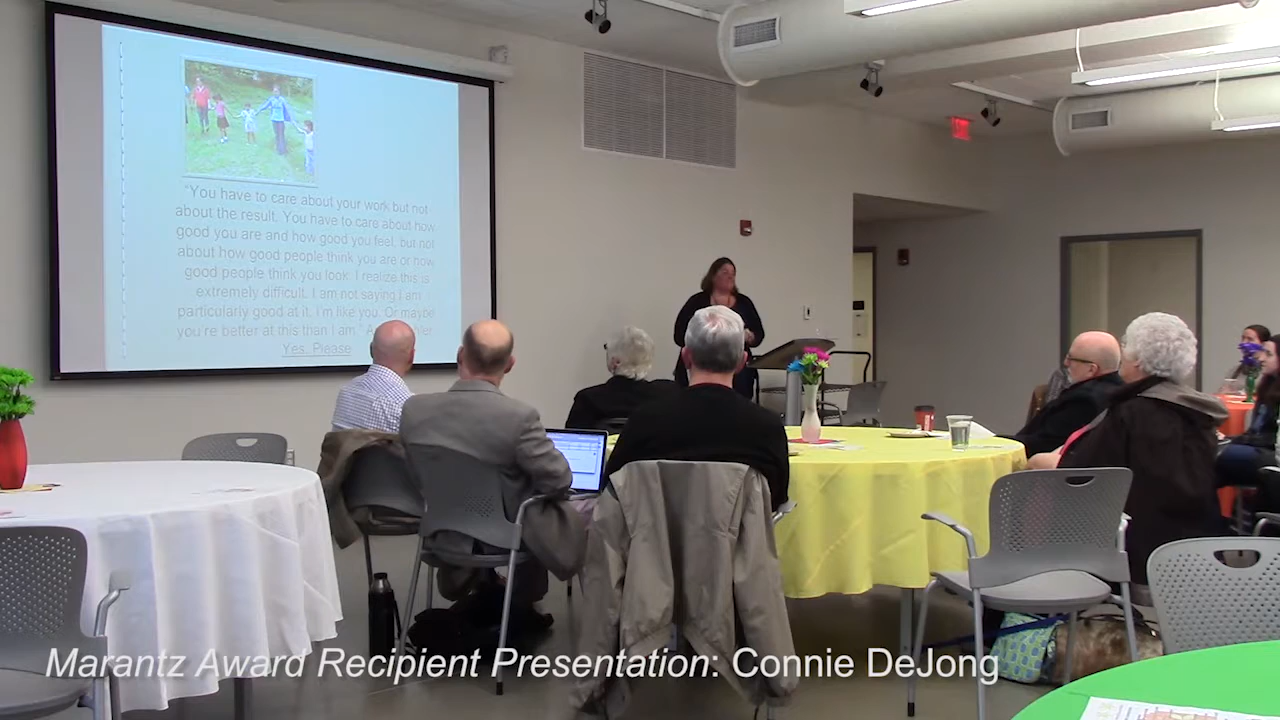 "You have to care about your work but not
about the result. You have to care about how
good you are and how good you feel, but not
about how good people think you are or how
good people think you look. I realize this is
extremely difficult. I am not saying I am
particularly good at it. I'm like you. Or maybe
you're better at this than I am."
Yes, Please
Marantz Award Recipient Presentation: Connie DeJong